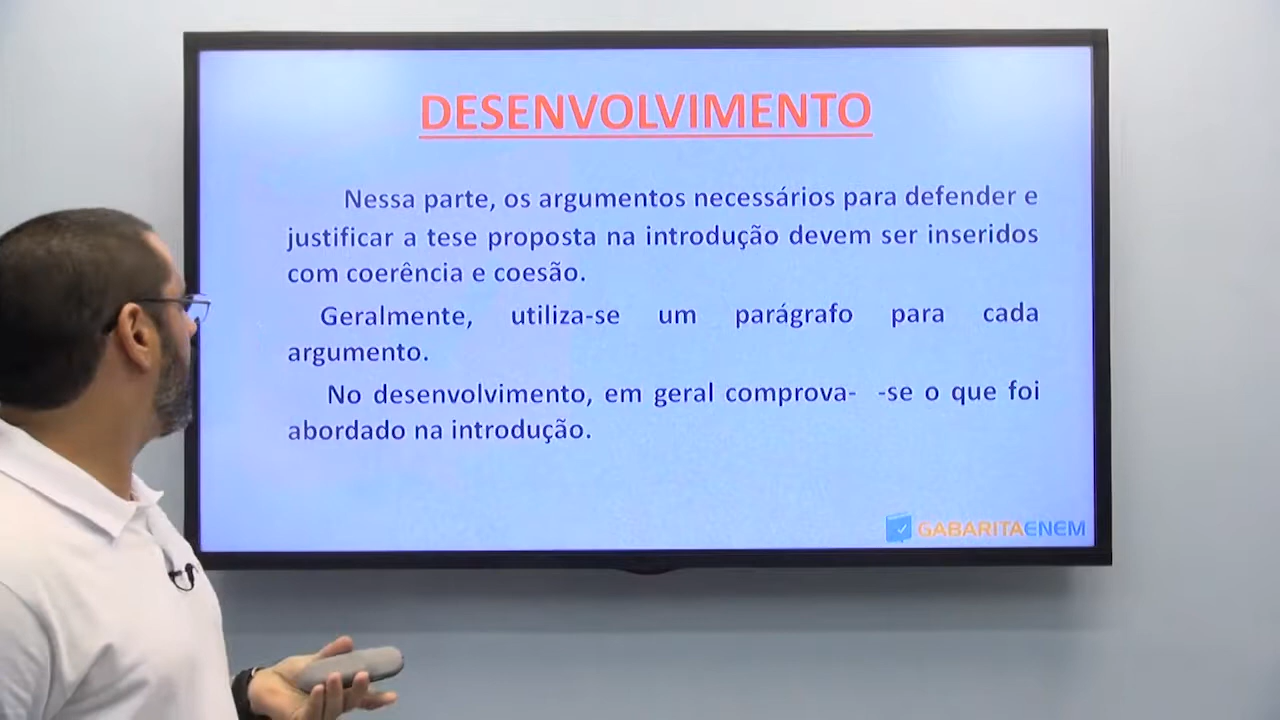 DESENVOLVIMENTO
Nessa parte, os argumentos necessários para defender e
justificar a tese proposta na introdução devem ser inseridos
com coerência e coesão.
Geralmente, utiliza-se um parágrafo para cada
argumento.
No desenvolvimento, em geral comprova- -se o que foi
abordado na introdução.
GABARITAENEM